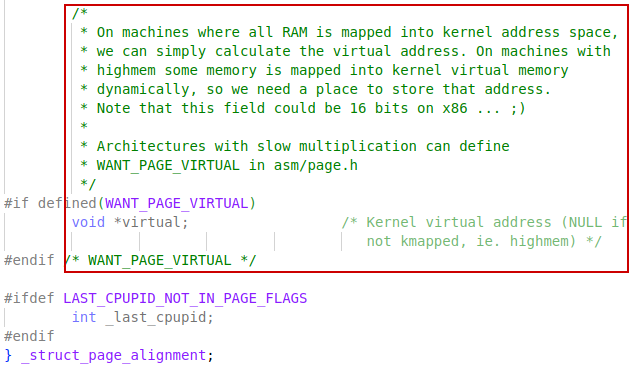 /*
* On machines where all RAM is mapped into kernel address space,
* we can simply calculate the virtual address. On machines with
* highmem some memory is mapped into kernel virtual memory
* dynamically, so we need a place to store that address.
* Note that this field could be 16 bits on x86 ... ;)
*
* Architectures with slow multiplication can define
* WANT_PAGE_VIRTUAL in asm/page.h
*/
#if defined(WANT_PAGE_VIRTUAL)
void *virtual; /* Kernel virtual address (NULL if
not kmapped, ie. highmem) */
#endif /* WANT_PAGE_VIRTUAL */
#ifdef LAST_CPUPID_NOT_IN_PAGE_FLAGS
int _last_cpupid;
#endif
} _struct_page_alignment;